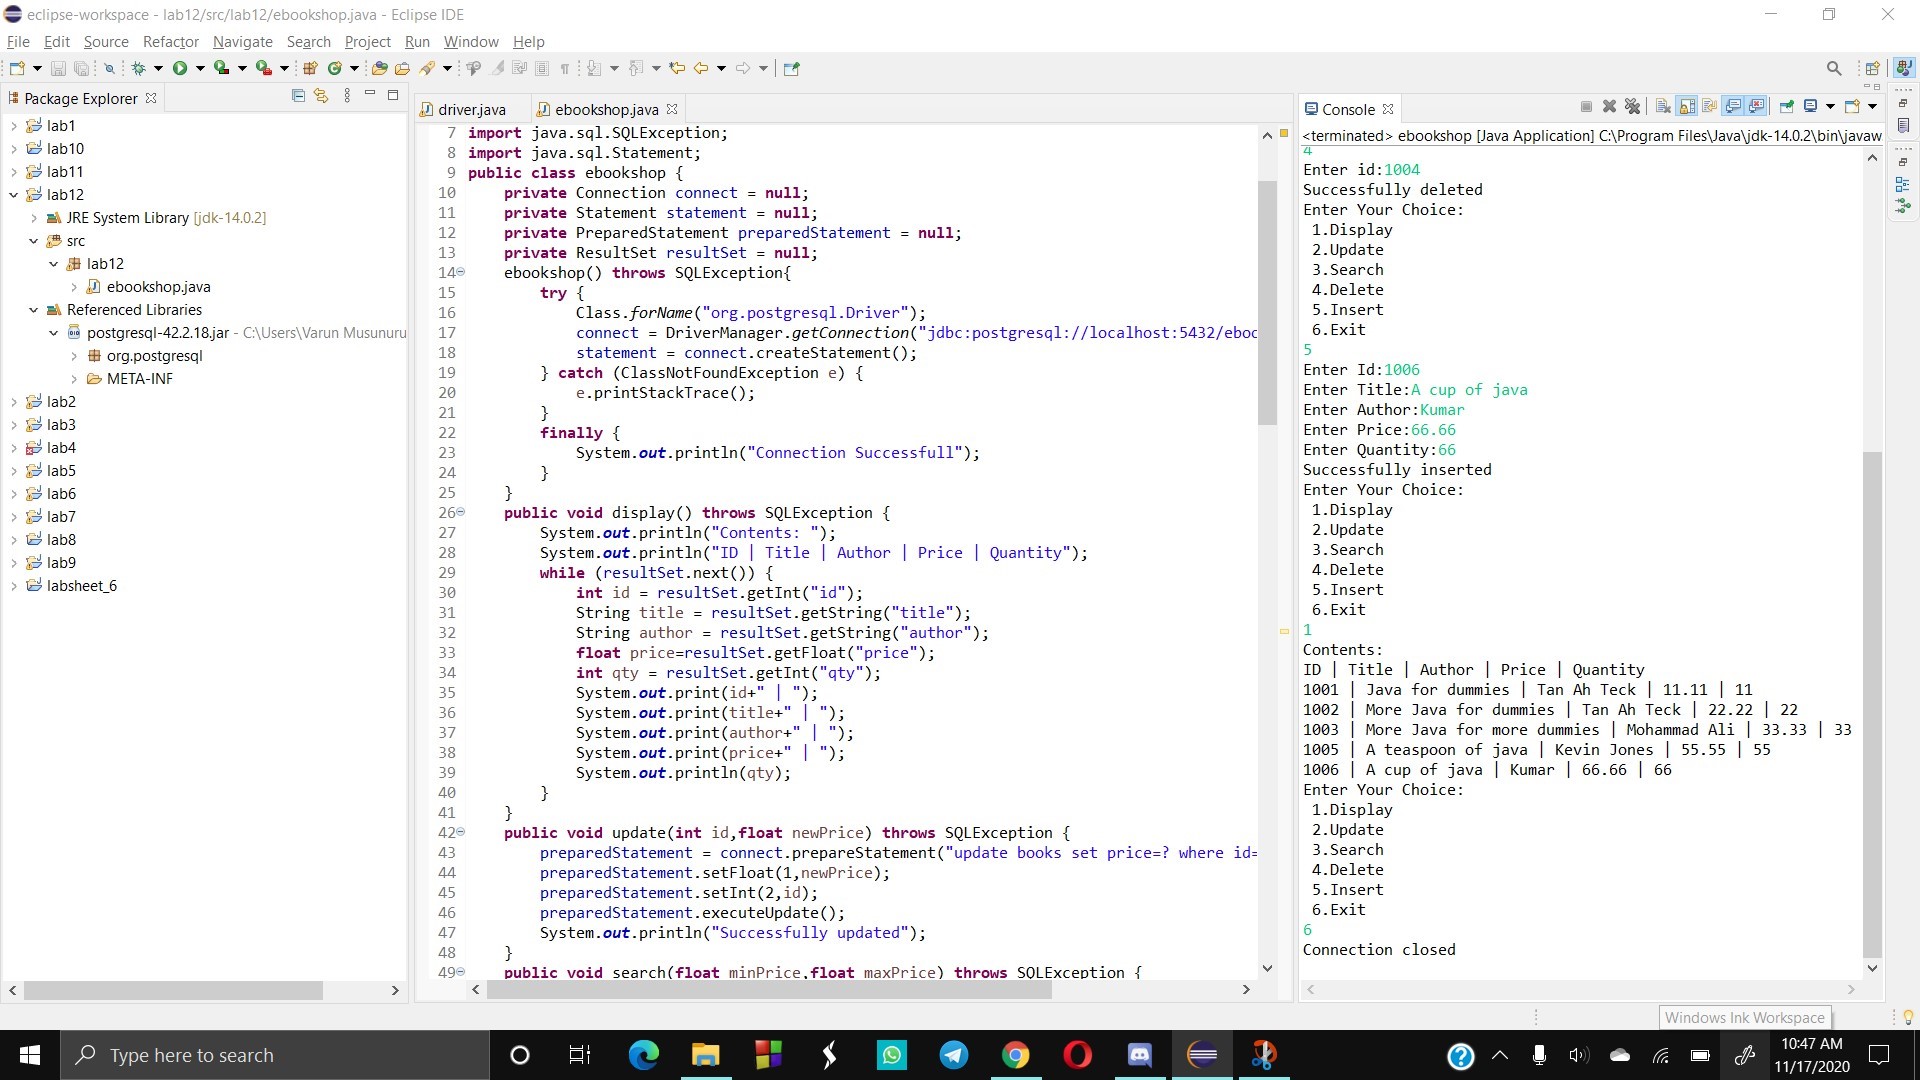 eclipse-workspace - lab12/src/lab12/ebookshop.java - Eclipse IDE
File Edit Source Refactor Navigate Search Project Run Window Help
Package Explorer
lab1
lab10
lab11
lab12
JRE System Library [jdk-14.0.2]
src
lab12
ebookshop.java
Referenced Libraries
postgresql-42.2.18.jar - C:\Users\Varun Musunuru
org.postgresql
META-INF
lab2
lab3
lab4
lab5
lab6
lab7
lab8
lab9
labsheet_6
driver.java
ebookshop.java
7 import java.sql.SQLException;
8 import java.sql.Statement;
9 public class ebookshop {
10 private Connection connect = null;
11 private Statement statement = null;
12 private PreparedStatement preparedStatement = null;
13 private ResultSet resultSet = null;
14 ebookshop() throws SQLException{
15 try {
16 Class.forName("org.postgresql.Driver");
17 connect = DriverManager.getConnection("jdbc:postgresql://localhost:5432/eboo
18 statement = connect.createStatement();
19 } catch (ClassNotFoundException e) {
20 e.printStackTrace();
21 }
22 finally {
23 System.out.println("Connection Successfull");
24 }
25 }
26 public void display() throws SQLException {
27 System.out.println("Contents: ");
28 System.out.println("ID | Title | Author | Price | Quantity");
29 while (resultSet.next()) {
30 int id = resultSet.getInt("id");
31 String title = resultSet.getString("title");
32 String author = resultSet.getString("author");
33 float price=resultSet.getFloat("price");
34 int qty = resultSet.getInt("qty");
35 System.out.print(id+" | ");
36 System.out.print(title+" | ");
37 System.out.print(author+" | ");
38 System.out.print(price+" | ");
39 System.out.println(qty);
40 }
41 }
42 public void update(int id,float newPrice) throws SQLException {
43 preparedStatement = connect.prepareStatement("update books set price=? where id=
44 preparedStatement.setFloat(1,newPrice);
45 preparedStatement.setInt(2,id);
46 preparedStatement.executeUpdate();
47 System.out.println("Successfully updated");
48 }
49 public void search(float minPrice,float maxPrice) throws SQLException {
Console
<terminated> ebookshop [Java Application] C:\Program Files\Java\jdk-14.0.2\bin\javaw
4
Enter id:1004
Successfully deleted
Enter Your Choice:
1.Display
2.Update
3.Search
4.Delete
5.Insert
6.Exit
5
Enter Id:1006
Enter Title:A cup of java
Enter Author:Kumar
Enter Price:66.66
Enter Quantity:66
Successfully inserted
Enter Your Choice:
1.Display
2.Update
3.Search
4.Delete
5.Insert
6.Exit
1
Contents:
ID | Title | Author | Price | Quantity
1001 | Java for dummies | Tan Ah Teck | 11.11 | 11
1002 | More Java for dummies | Tan Ah Teck | 22.22 | 22
1003 | More Java for more dummies | Mohammad Ali | 33.33 | 33
1005 | A teaspoon of java | Kevin Jones | 55.55 | 55
1006 | A cup of java | Kumar | 66.66 | 66
Enter Your Choice:
1.Display
2.Update
3.Search
4.Delete
5.Insert
6.Exit
6
Connection closed
Windows Ink Workspace
Type here to search
10:47 AM
11/17/2020